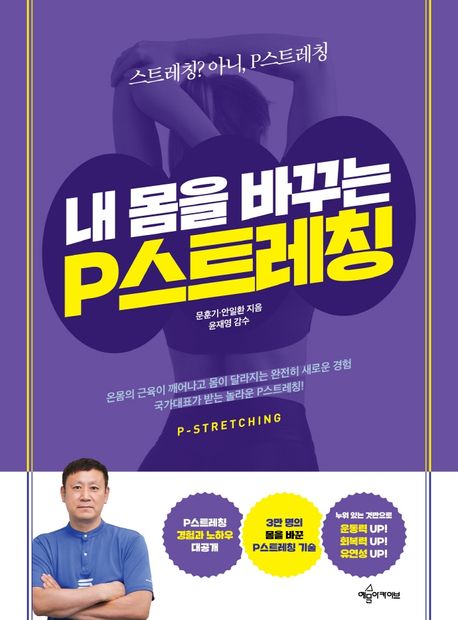 스트레칭? 아니, P스트레칭
내 몸을 바꾸는
P스트레칭
문훈기·안일환 지음
윤재영 감수
온몸의 근육이 깨어나고 몸이 달라지는 완전히 새로운 경험
국가대표가 받는 놀라운 P스트레칭!
P-STRETCHING
P스트레칭
경험과 노하우
대공개
3만 명의
몸을 바꾼
P스트레칭 기술
누워 있는 것만으로
운동력 UP!
회복력 UP!
유연성 UP!
예문아카이브